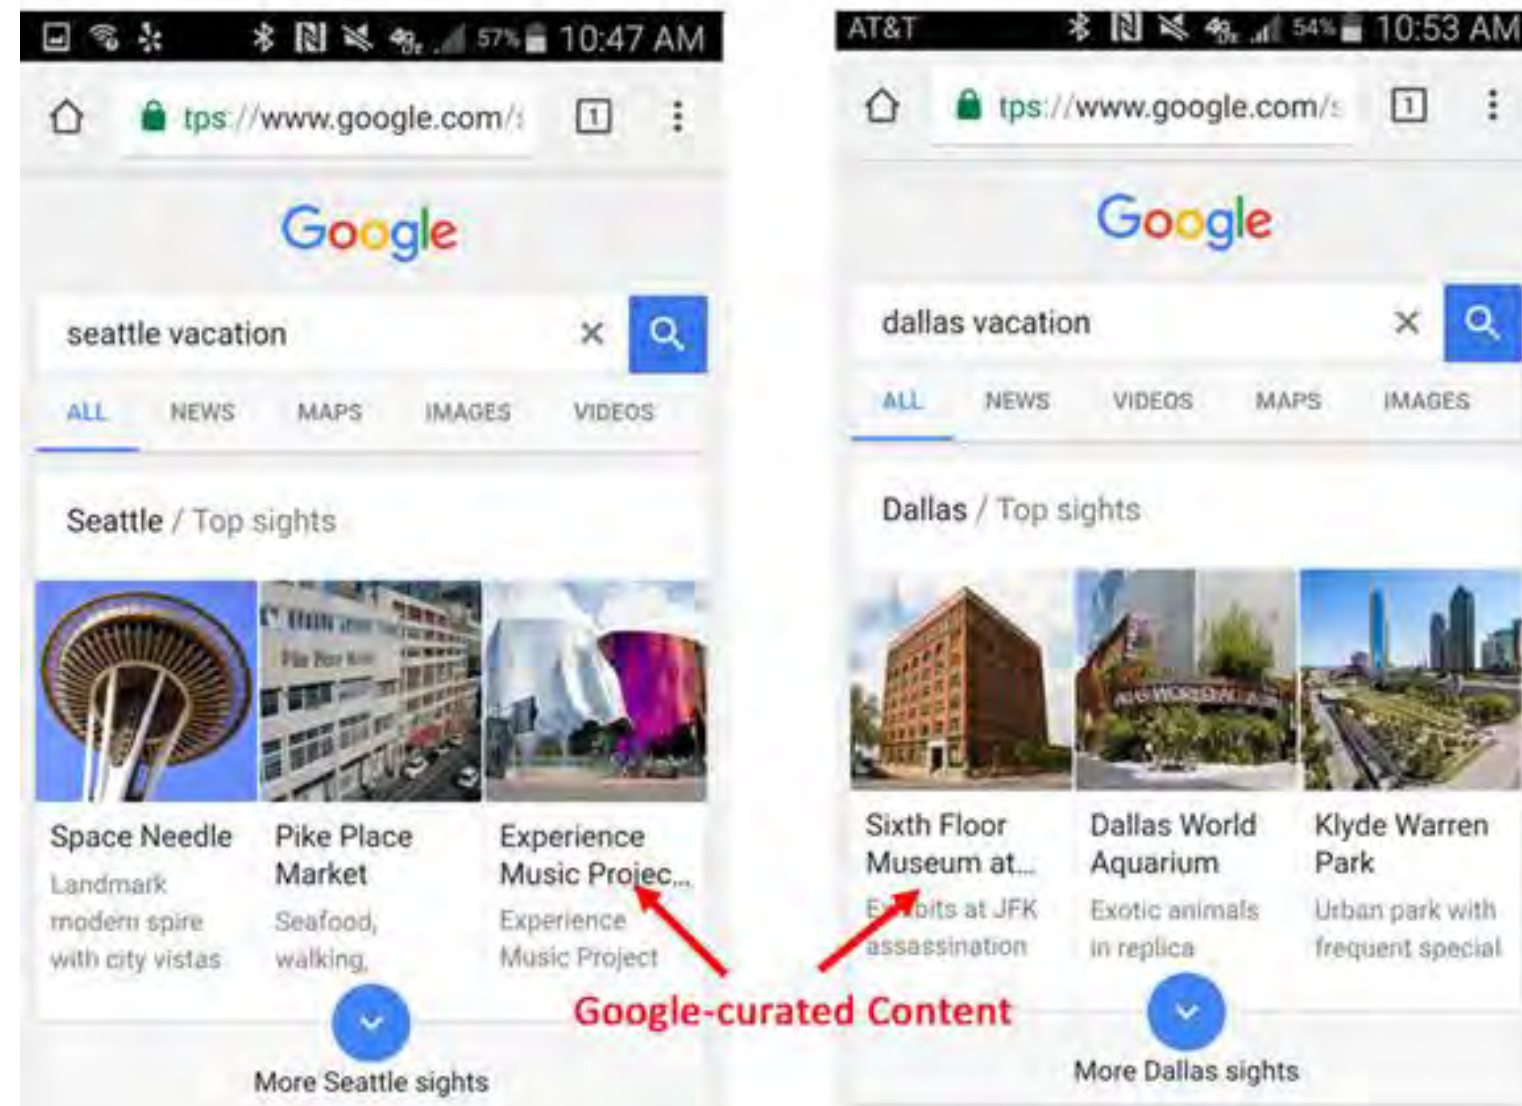 57% 10:47 AM
tps://www.google.com/s
1
Google
seattle vacation
ALL NEWS MAPS IMAGES VIDEOS
Seattle / Top sights
Space Needle
Landmark
modern spire
with city vistas
Pike Place
Market
Seafood,
walking,
Experience
Music Projec...
Experience
Music Project
More Seattle sights
AT&T 54% 10:53 AM
tps://www.google.com/s
1
Google
dallas vacation
ALL NEWS VIDEOS MAPS IMAGES
Dallas / Top sights
Sixth Floor
Museum at...
Exhibits at JFK
assassination
Dallas World
Aquarium
Exotic animals
in replica
Klyde Warren
Park
Urban park with
frequent special
More Dallas sights
Google-curated Content